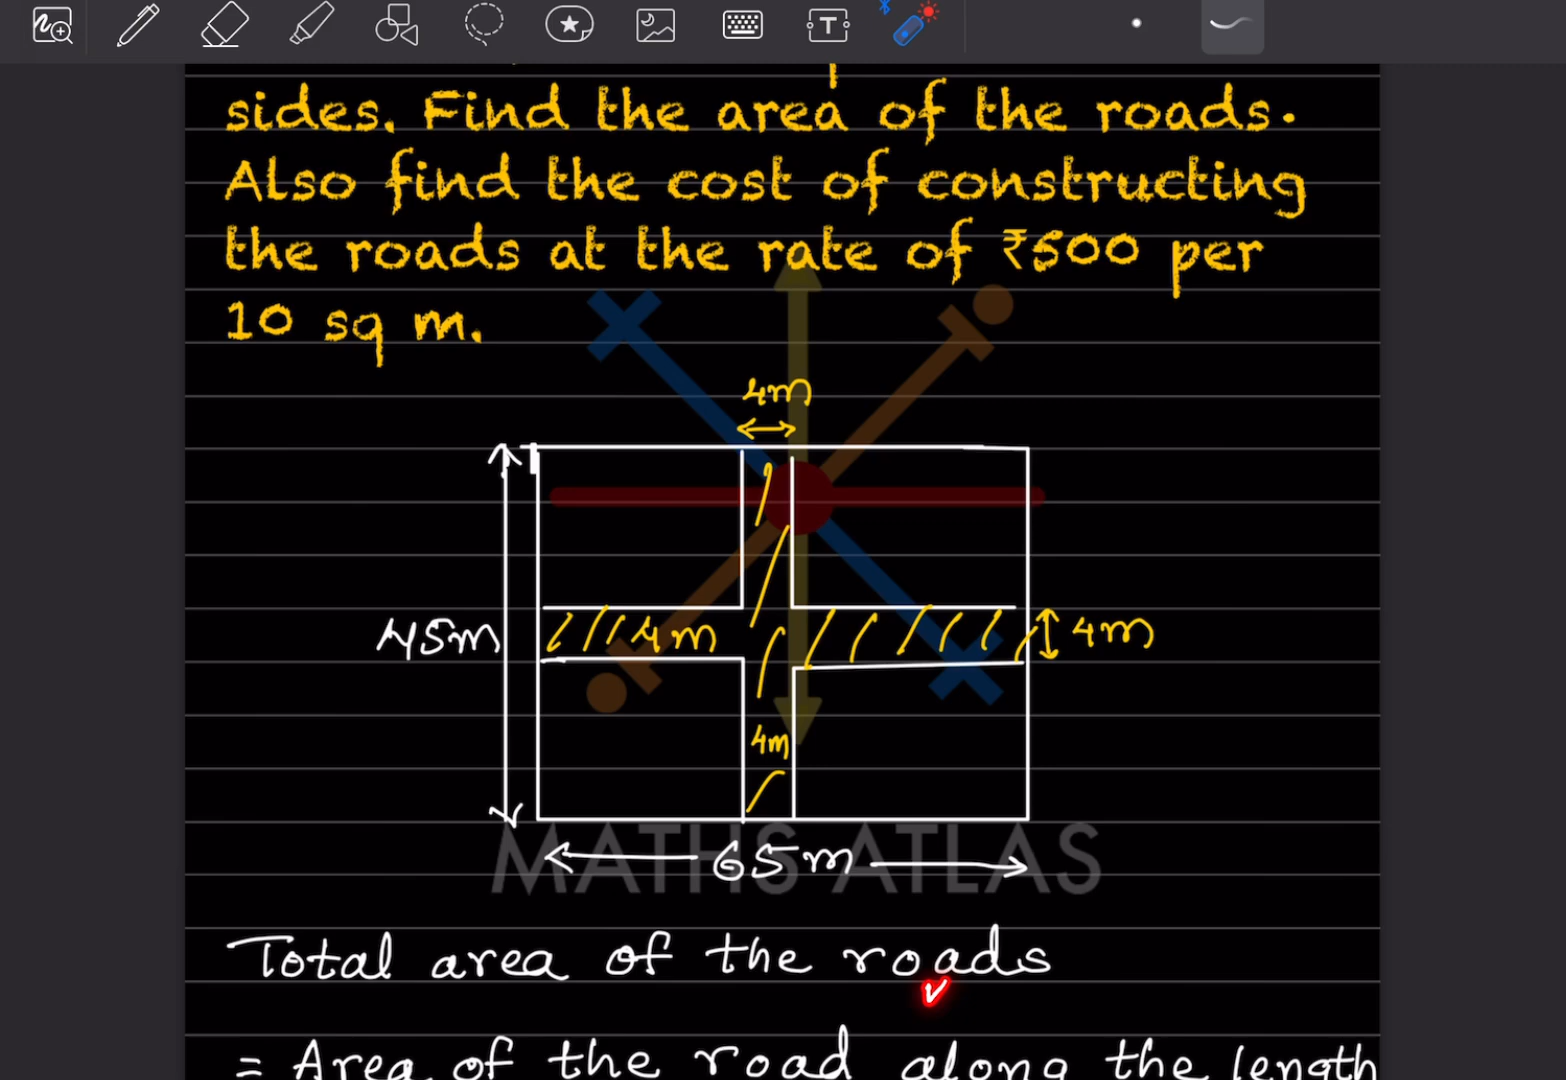 sides. Find the area of the roads.
Also find the cost of constructing
the roads at the rate of ₹500 per
10 sq m.
4m
45m
4m
4m
4m
65m
MATHS ATLAS
Total area of the roads
= Area of the road along the length